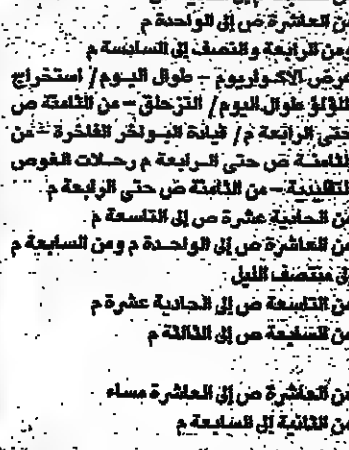 من العاشرة ص إلى الواحدة م
ومن الرابعة والنصف إلى السادسة م
عرض الأكواريوم - طوال اليوم / استخراج
اللؤلؤ طوال اليوم / التزحلق - من الثامنة ص
حتى الرابعة م / قيادة البواخر الفاخرة - من
الثامنة ص حتى الرابعة م رحلات الغوص
التقليدية - من الثامنة ص حتى الرابعة م
من الحادية عشرة ص إلى التاسعة م
من العاشرة ص إلى الواحدة م ومن السابعة م
إلى منتصف الليل
من التاسعة ص إلى الحادية عشرة م
من السابعة ص إلى الثالثة م
من العاشرة ص إلى العاشرة مساء
من الثانية إلى السابعة م